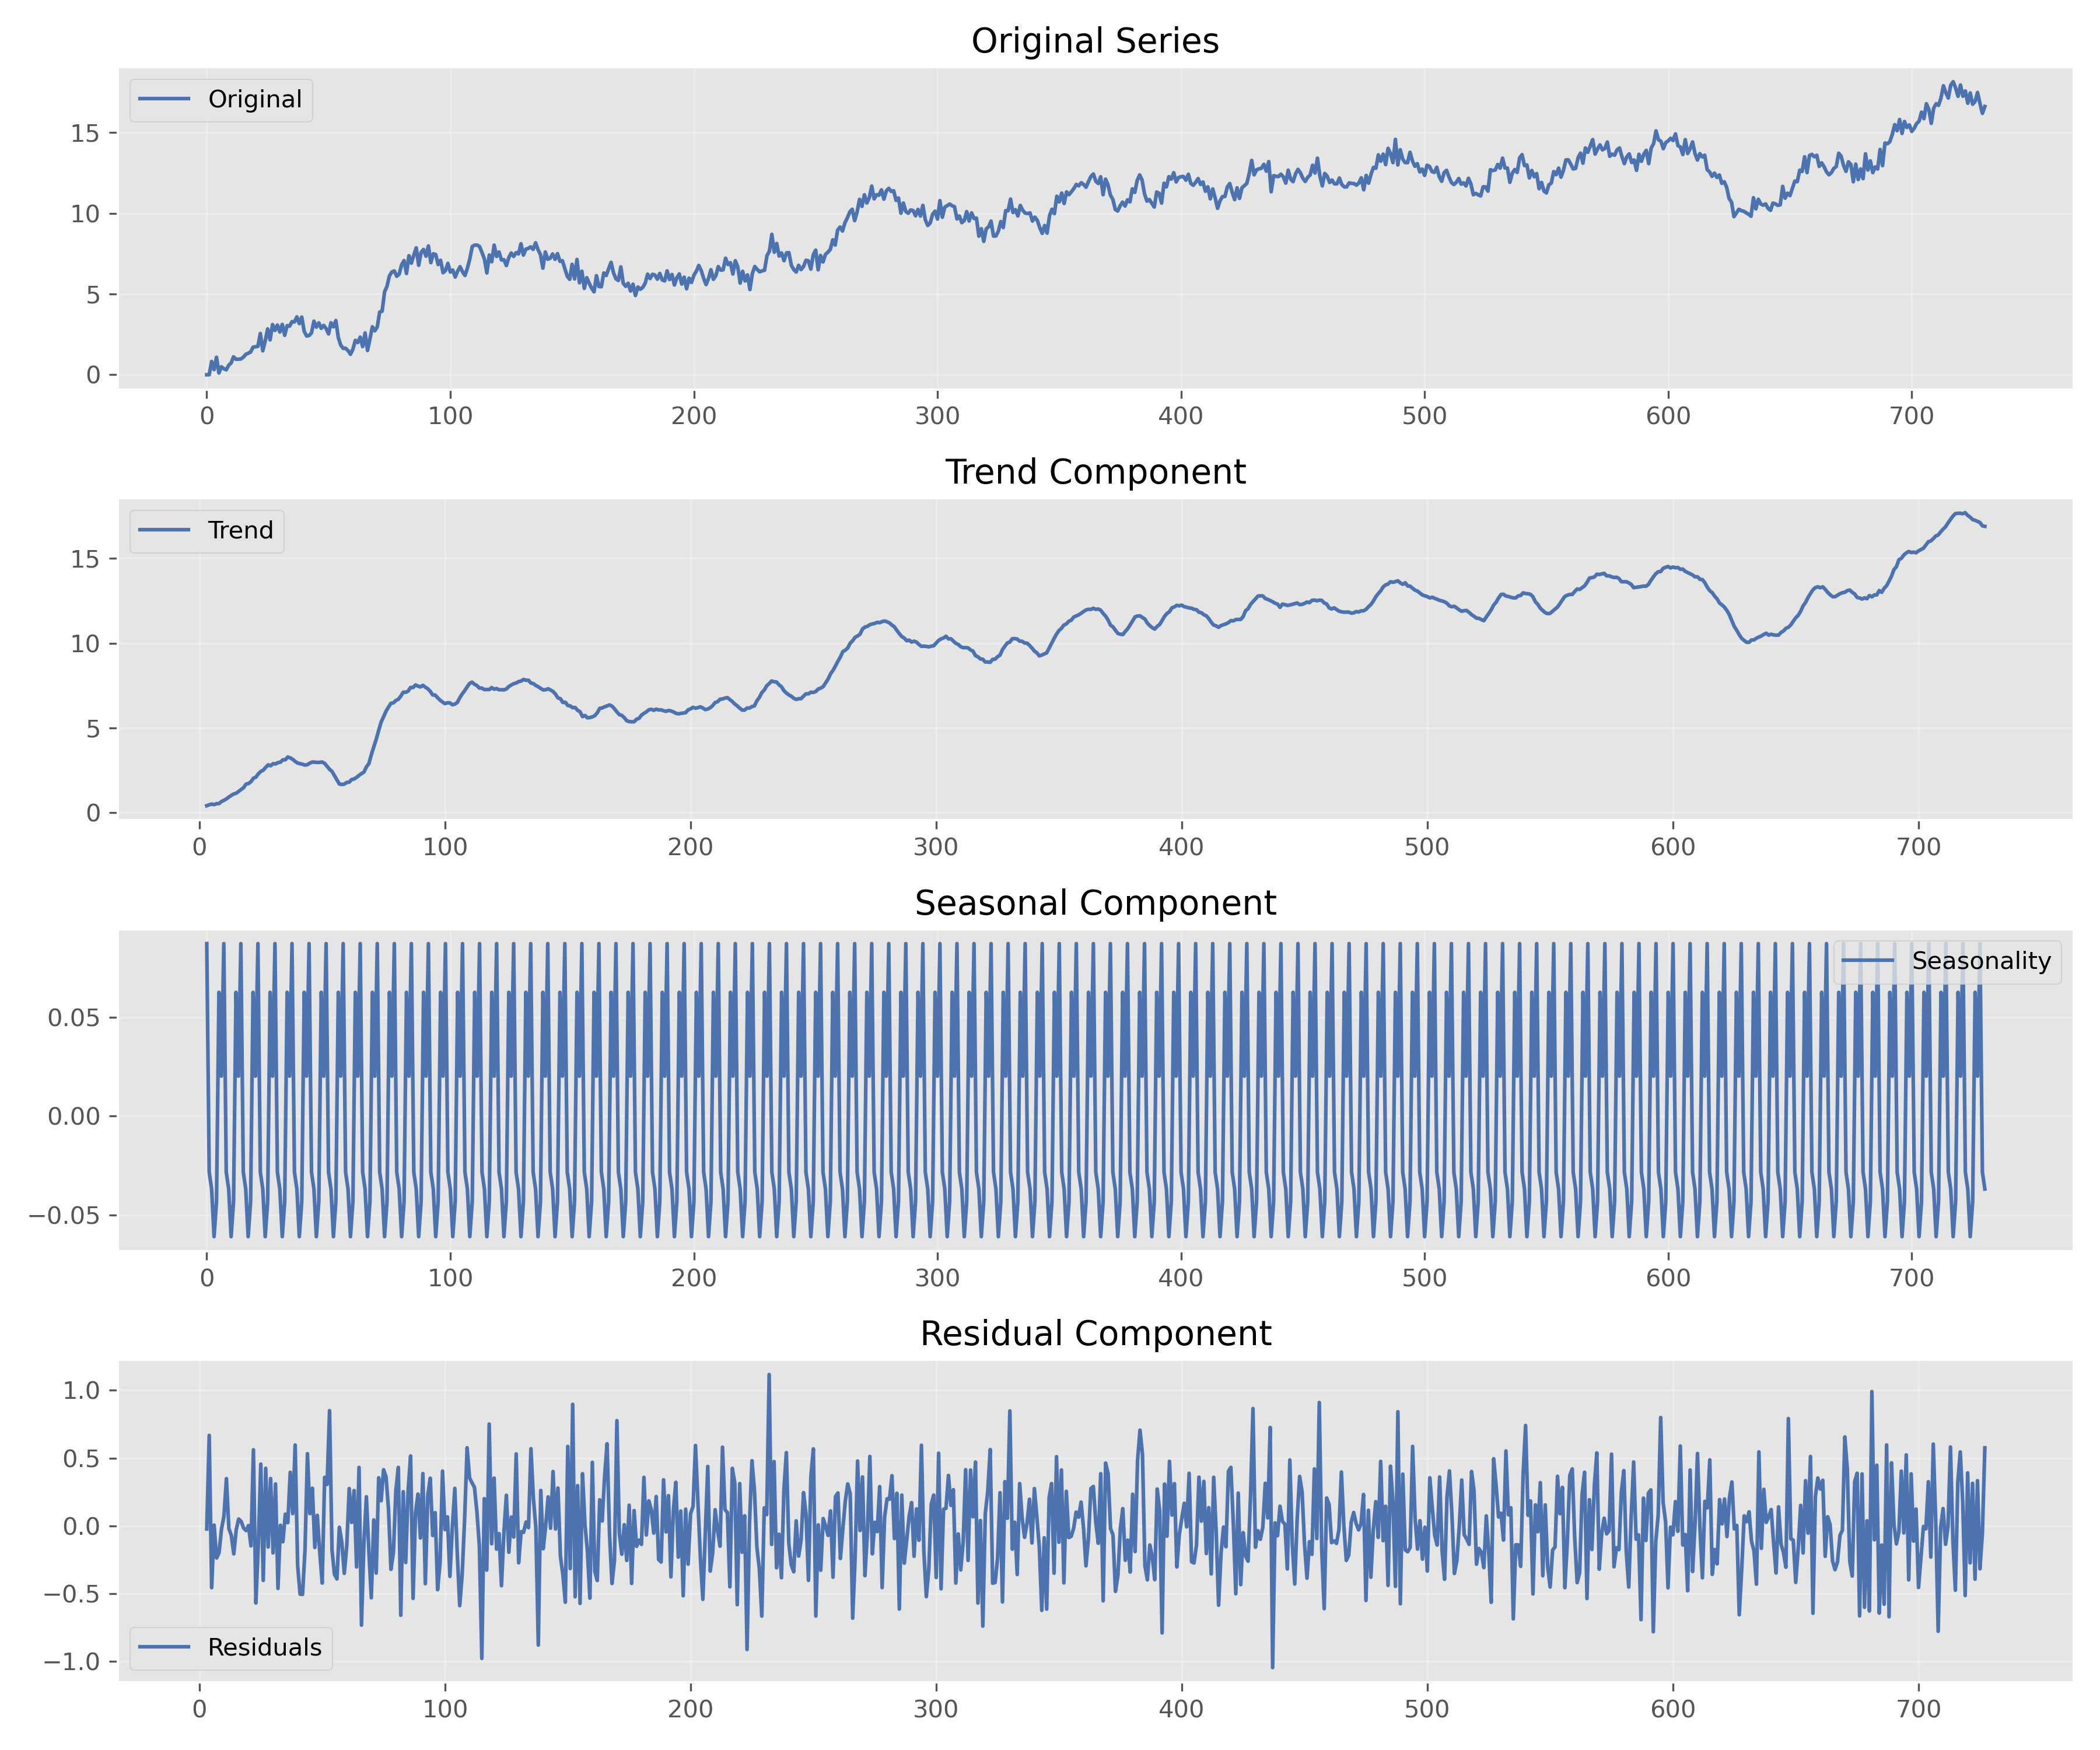 Original Series
Original
15
10
5
0
0 100 200 300 400 500 600 700
Trend Component
Trend
15
10
5
0
0 100 200 300 400 500 600 700
Seasonal Component
Seasonality
0.05
0.00
−0.05
0 100 200 300 400 500 600 700
Residual Component
1.0
0.5
0.0
−0.5
Residuals
−1.0
0 100 200 300 400 500 600 700